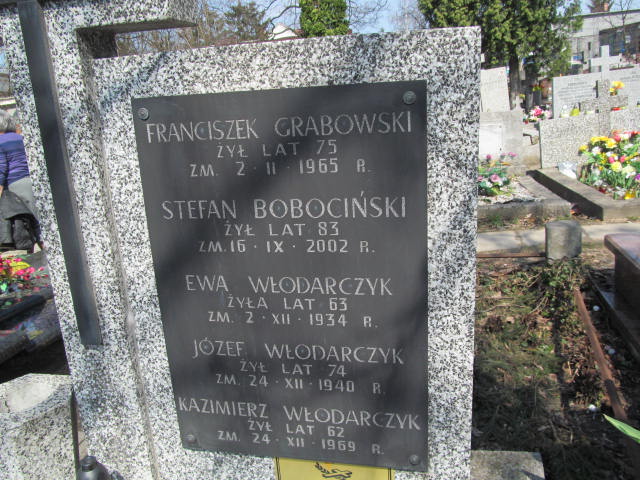 FRANCISZEK GRABOWSKI
ŻYŁ LAT 75
ZM. 2 · II · 1965 R.
STEFAN BOBOCIŃSKI
ŻYŁ LAT 83
ZM. 16 · IX · 2002 R.
EWA WŁODARCZYK
ŻYŁA LAT 63
ZM. 2 · XII · 1934 R.
JÓZEF WŁODARCZYK
ŻYŁ LAT 74
ZM. 24 · XII · 1940 R.
KAZIMIERZ WŁODARCZYK
ŻYŁ LAT 62
ZM. 24 · XII · 1969 R.